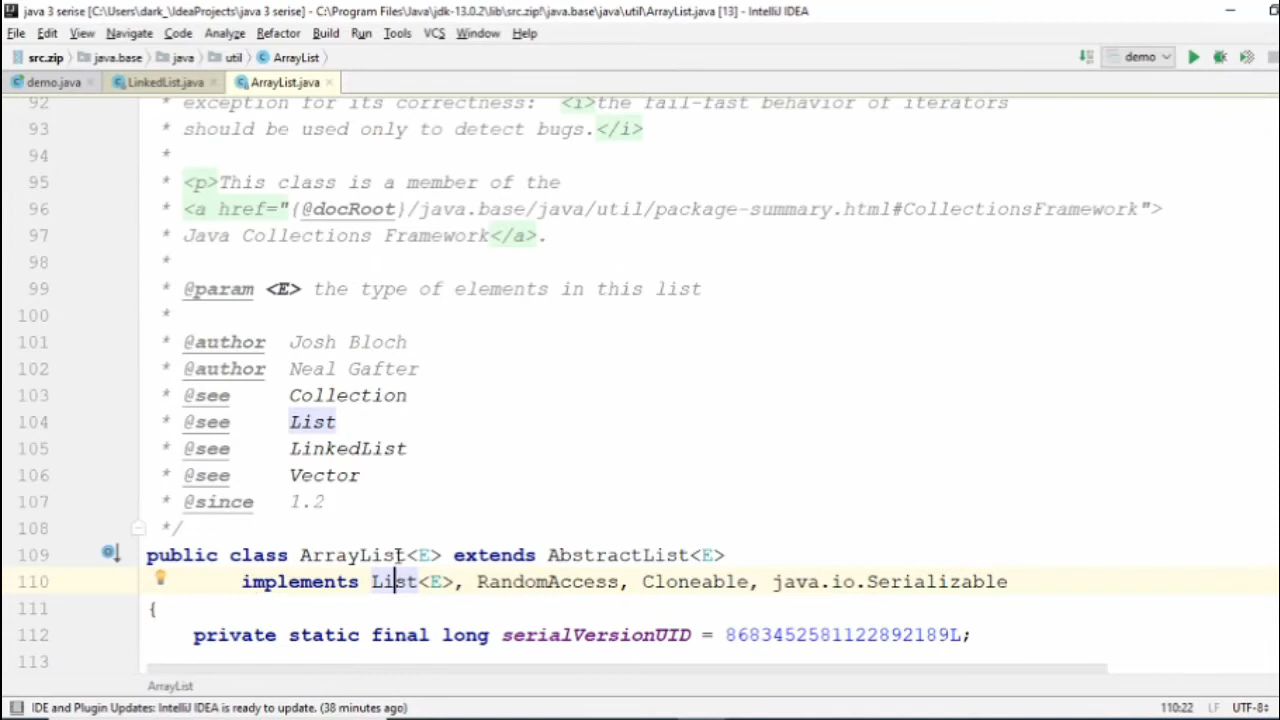 java 3 serise [C:\Users\dark_\IdeaProjects\java 3 serise] - C:\Program Files\Java\jdk-13.0.2\lib\src.zip!\java.base\java\util\ArrayList.java [13] - IntelliJ IDEA
File Edit View Navigate Code Analyze Refactor Build Run Tools VCS Window Help
src.zip java.base java util ArrayList demo
demo.java LinkedList.java ArrayList.java
92 * exception for its correctness: <i>the fail-fast behavior of iterators
93 * should be used only to detect bugs.</i>
94 *
95 * <p>This class is a member of the
96 * <a href="{@docRoot}/java.base/java/util/package-summary.html#CollectionsFramework">
97 * Java Collections Framework</a>.
98 *
99 * @param <E> the type of elements in this list
100 *
101 * @author Josh Bloch
102 * @author Neal Gafter
103 * @see Collection
104 * @see List
105 * @see LinkedList
106 * @see Vector
107 * @since 1.2
108 */
109 public class ArrayList<E> extends AbstractList<E>
110 implements List<E>, RandomAccess, Cloneable, java.io.Serializable
111 {
112 private static final long serialVersionUID = 8683452581122892189L;
113
ArrayList
IDE and Plugin Updates: IntelliJ IDEA is ready to update. (38 minutes ago) 110:22 LF UTF-8